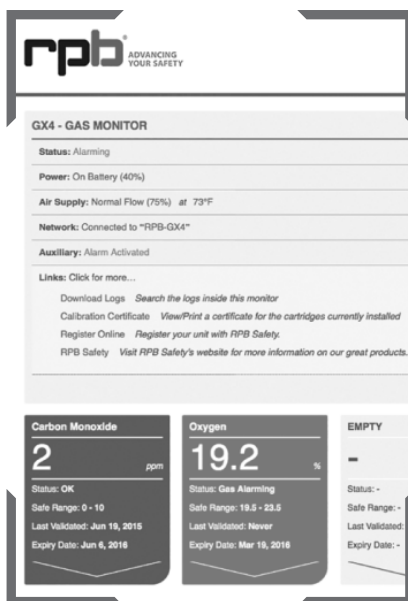 rpb® ADVANCING
YOUR SAFETY
GX4 - GAS MONITOR
Status: Alarming
Power: On Battery (40%)
Air Supply: Normal Flow (75%) at 73°F
Network: Connected to "RPB-GX4"
Auxiliary: Alarm Activated
Links: Click for more...
Download Logs Search the logs inside this monitor
Calibration Certificate View/Print a certificate for the cartridges currently installed
Register Online Register your unit with RPB Safety.
RPB Safety Visit RPB Safety's website for more information on our great products.
Carbon Monoxide
2 ppm
Status: OK
Safe Range: 0 - 10
Last Validated: Jun 19, 2015
Expiry Date: Jun 6, 2016
Oxygen
19.2 %
Status: Gas Alarming
Safe Range: 19.5 - 23.5
Last Validated: Never
Expiry Date: Mar 19, 2016
EMPTY
-
Status: -
Safe Range: -
Last Validated:
Expiry Date: -